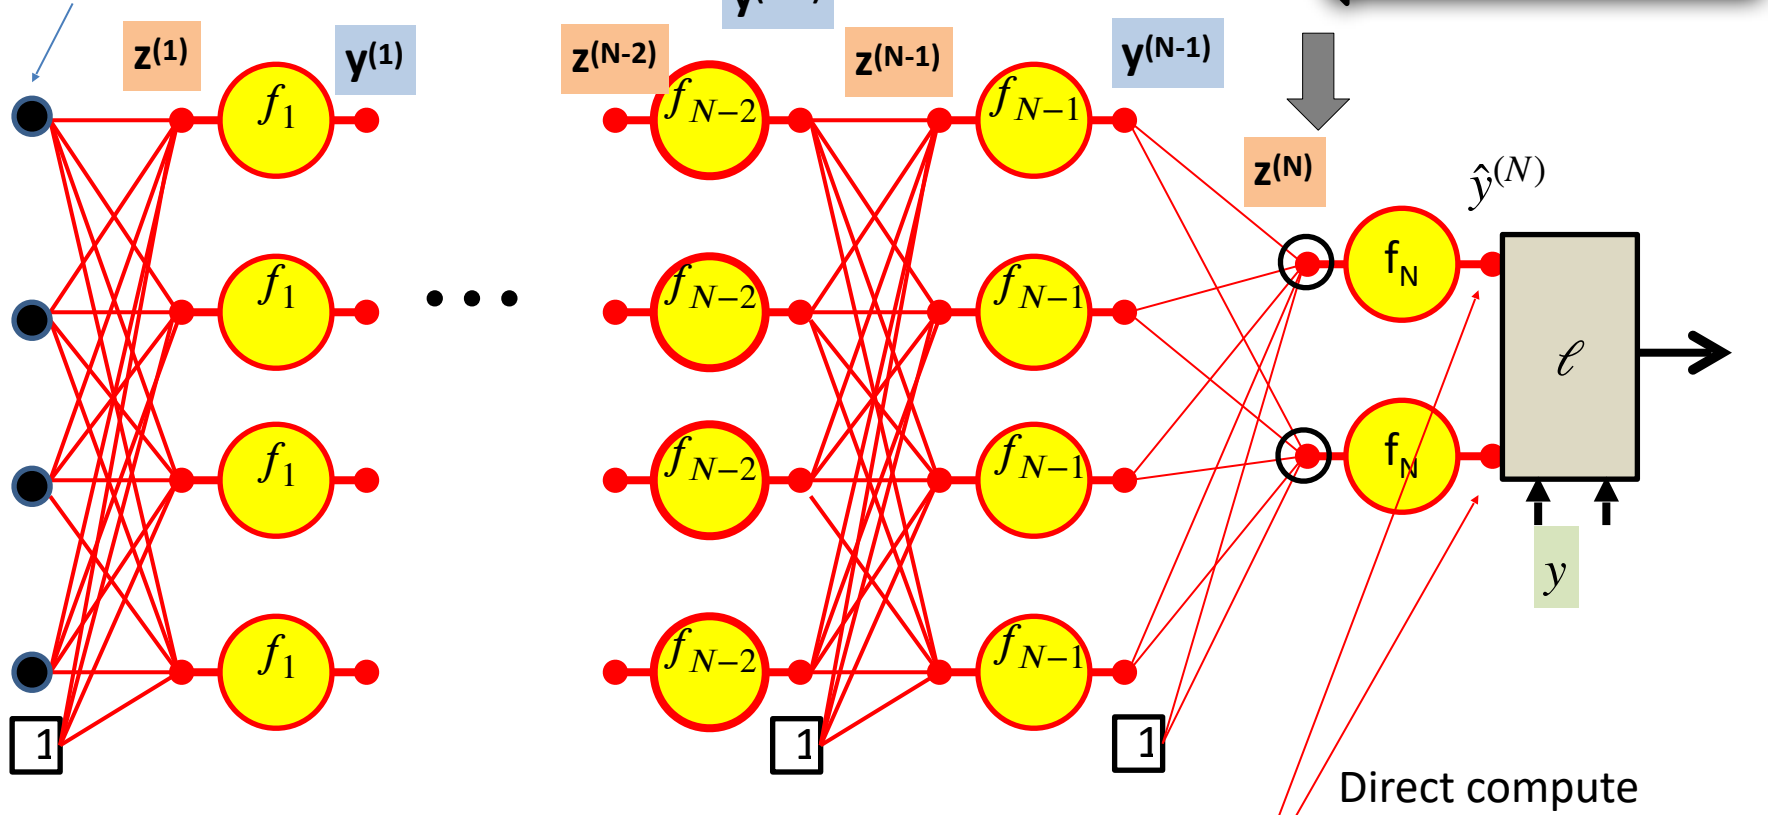 z(1)
y(1)
z(N-2)
z(N-1)
y(N-1)
z(N)
ŷ(N)
f1 fN−2 fN−1
fN
f1 fN−2 fN−1
ℓ
f1 fN−2 fN−1
fN
y
f1 fN−2 fN−1
1 1 1
Direct compute